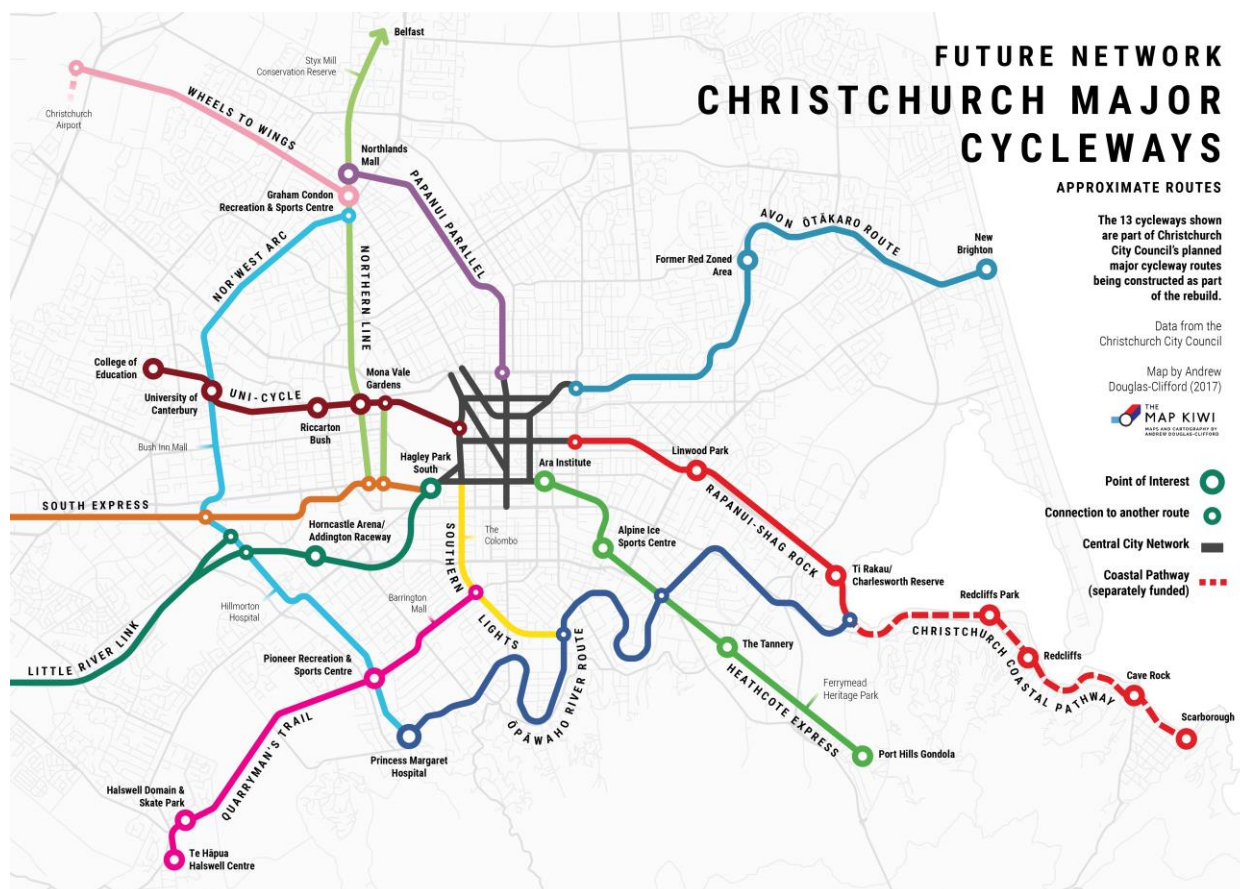 FUTURE NETWORK
CHRISTCHURCH MAJOR
CYCLEWAYS
APPROXIMATE ROUTES
The 13 cycleways shown
are part of Christchurch
City Council's planned
major cycleway routes
being constructed as part
of the rebuild.
Data from the
Christchurch City Council
Map by Andrew
Douglas-Clifford (2017)
THE
MAP KIWI
MAPS AND CARTOGRAPHY BY
ANDREW DOUGLAS-CLIFFORD
Point of Interest
Connection to another route
Central City Network
Coastal Pathway
(separately funded)
Belfast
Styx Mill
Conservation Reserve
Christchurch
Airport
WHEELS TO WINGS
Northlands
Mall
Graham Condon
Recreation & Sports Centre
PAPANUI PARALLEL
NOR'WEST ARC
NORTHERN LINE
AVON ŌTĀKARO ROUTE
New
Brighton
Former Red Zoned
Area
College of
Education
University of
Canterbury
UNI-CYCLE
Mona Vale
Gardens
Riccarton
Bush
Bush Inn Mall
Hagley Park
South
Ara Institute
Linwood Park
RAPANUI-SHAG ROCK
SOUTH EXPRESS
Horncastle Arena/
Addington Raceway
SOUTHERN
LIGHTS
The
Colombo
Alpine Ice
Sports Centre
Ti Rakau/
Charlesworth Reserve
Redcliffs Park
CHRISTCHURCH
COASTAL PATHWAY
Redcliffs
Cave Rock
Scarborough
Hillmorton
Hospital
Barrington
Mall
LITTLE RIVER LINK
Pioneer Recreation &
Sports Centre
ŌPĀWAHO RIVER ROUTE
The Tannery
HEATHCOTE EXPRESS
Ferrymead
Heritage Park
Port Hills Gondola
QUARRYMAN'S TRAIL
Princess Margaret
Hospital
Halswell Domain &
Skate Park
Te Hāpua
Halswell Centre